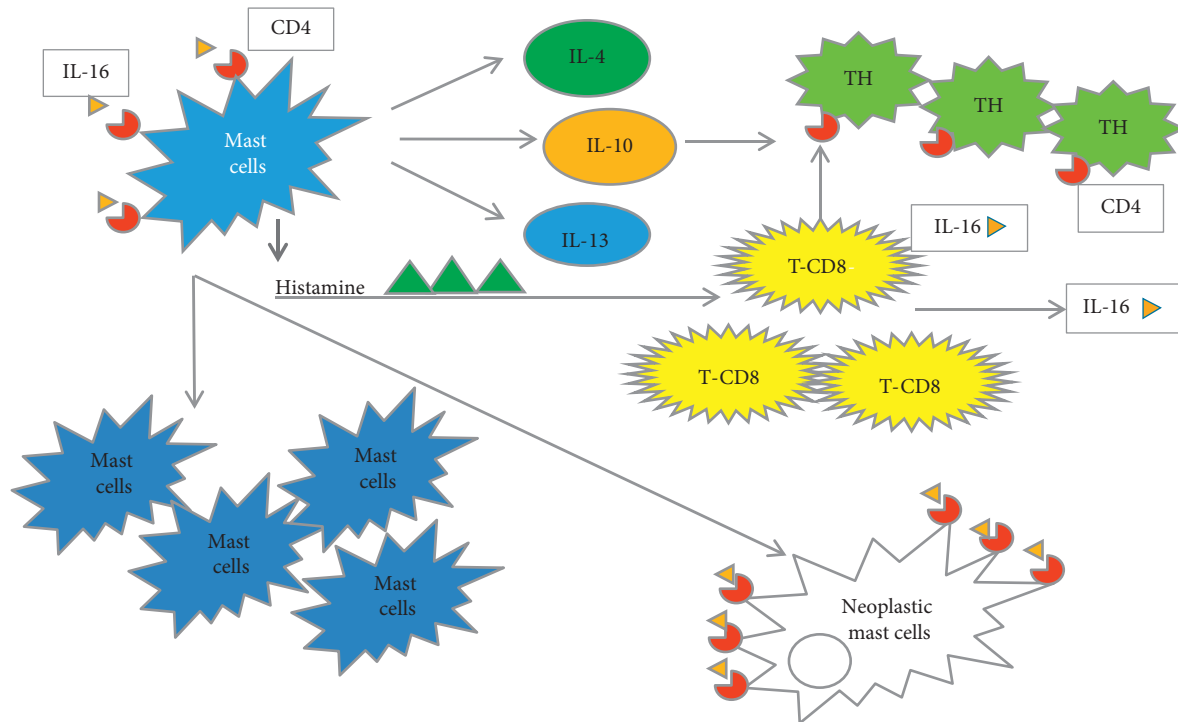 CD4
IL-16
Mast
cells
IL-4
IL-10
IL-13
TH
TH
TH
CD4
IL-16
T-CD8
Histamine
IL-16
T-CD8
T-CD8
Mast
cells
Mast
cells
Mast
cells
Mast
cells
Neoplastic
mast cells